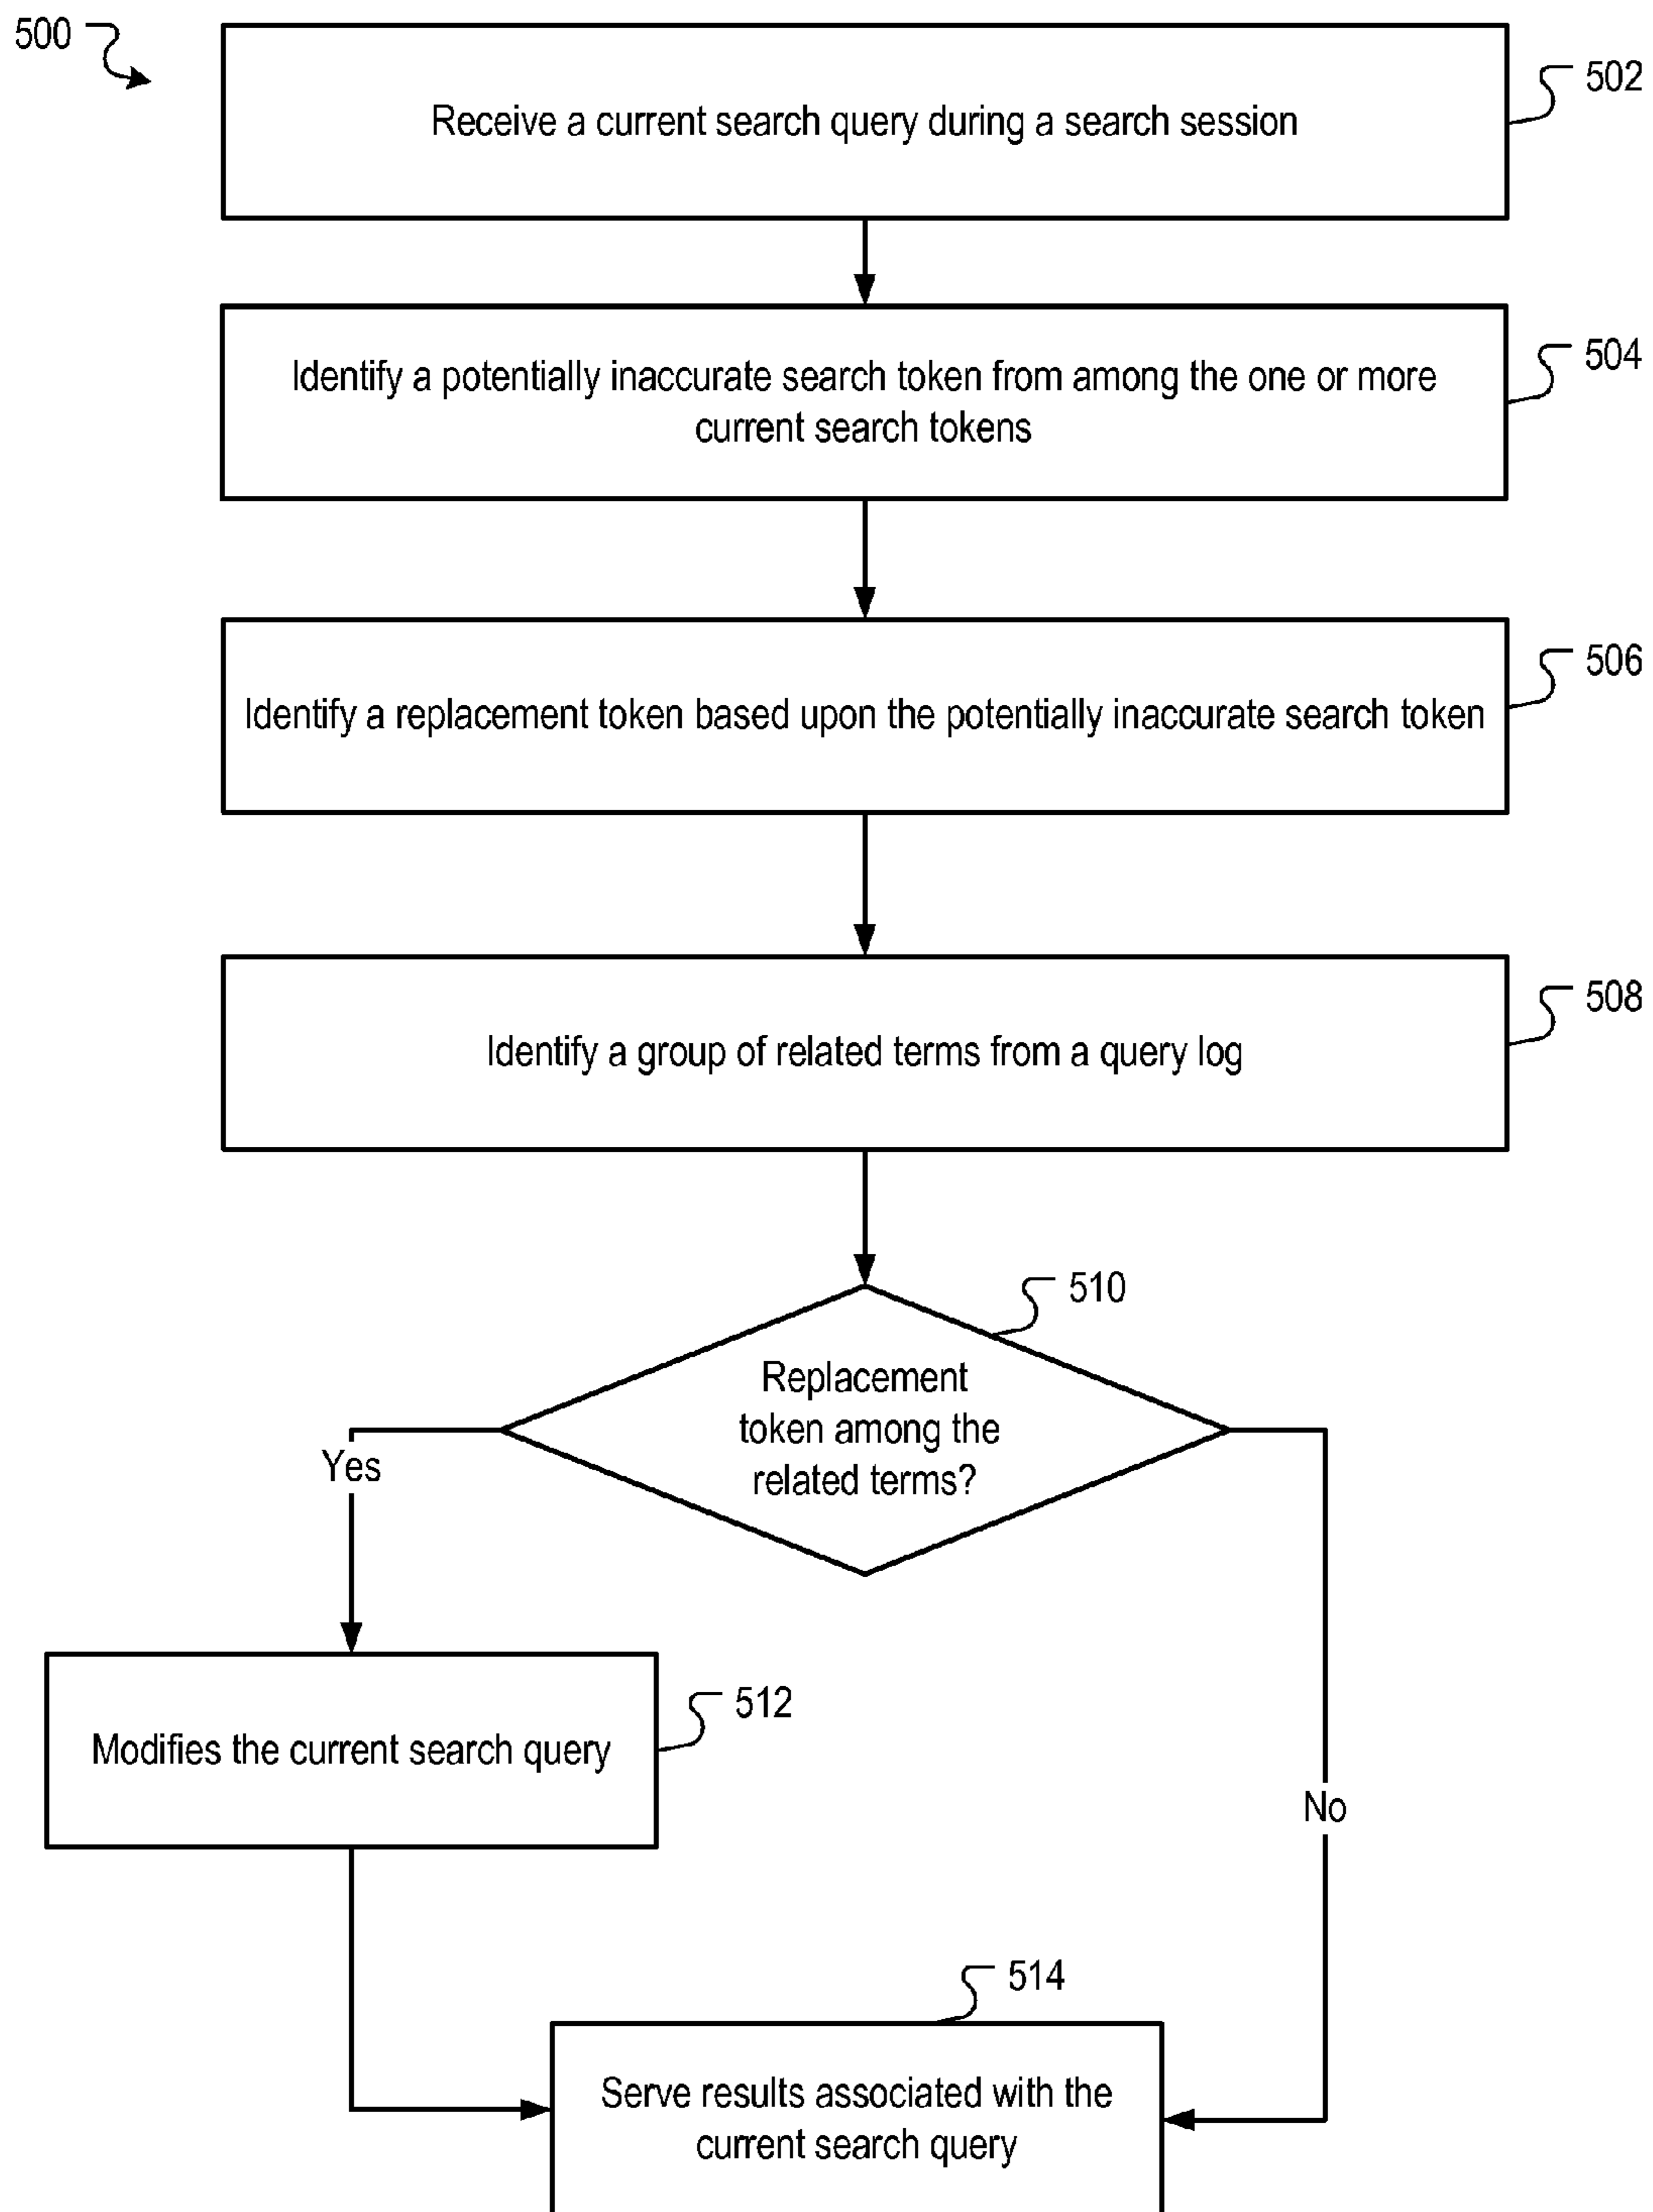 500
Receive a current search query during a search session
502
Identify a potentially inaccurate search token from among the one or more
current search tokens
504
Identify a replacement token based upon the potentially inaccurate search token
506
Identify a group of related terms from a query log
508
510
Replacement
token among the
related terms?
Yes
Modifies the current search query
512
No
514
Serve results associated with the
current search query